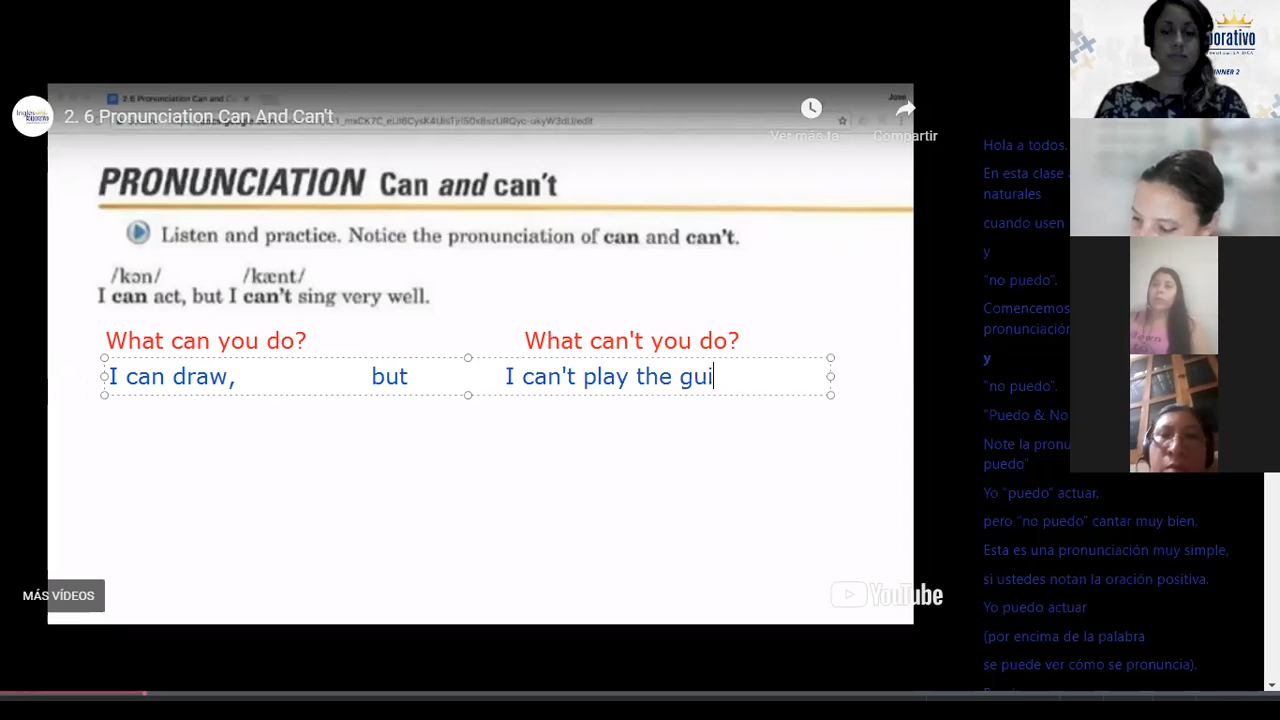 2. 6 Pronunciation Can And Can't
Ver más ta
Compartir
PRONUNCIATION Can and can't
Listen and practice. Notice the pronunciation of can and can't.
/kən/ /kænt/
I can act, but I can't sing very well.
What can you do? What can't you do?
I can draw, but I can't play the gui
MÁS VÍDEOS
YouTube
orativo
NNER 2
Hola a todos.
En esta clase
naturales
cuando usen
y
"no puedo".
Comencemos
pronunciación
y
"no puedo".
"Puedo & No
Note la pronu
puedo"
Yo "puedo" actuar,
pero "no puedo" cantar muy bien.
Esta es una pronunciación muy simple,
si ustedes notan la oración positiva.
Yo puedo actuar
(por encima de la palabra
se puede ver cómo se pronuncia).